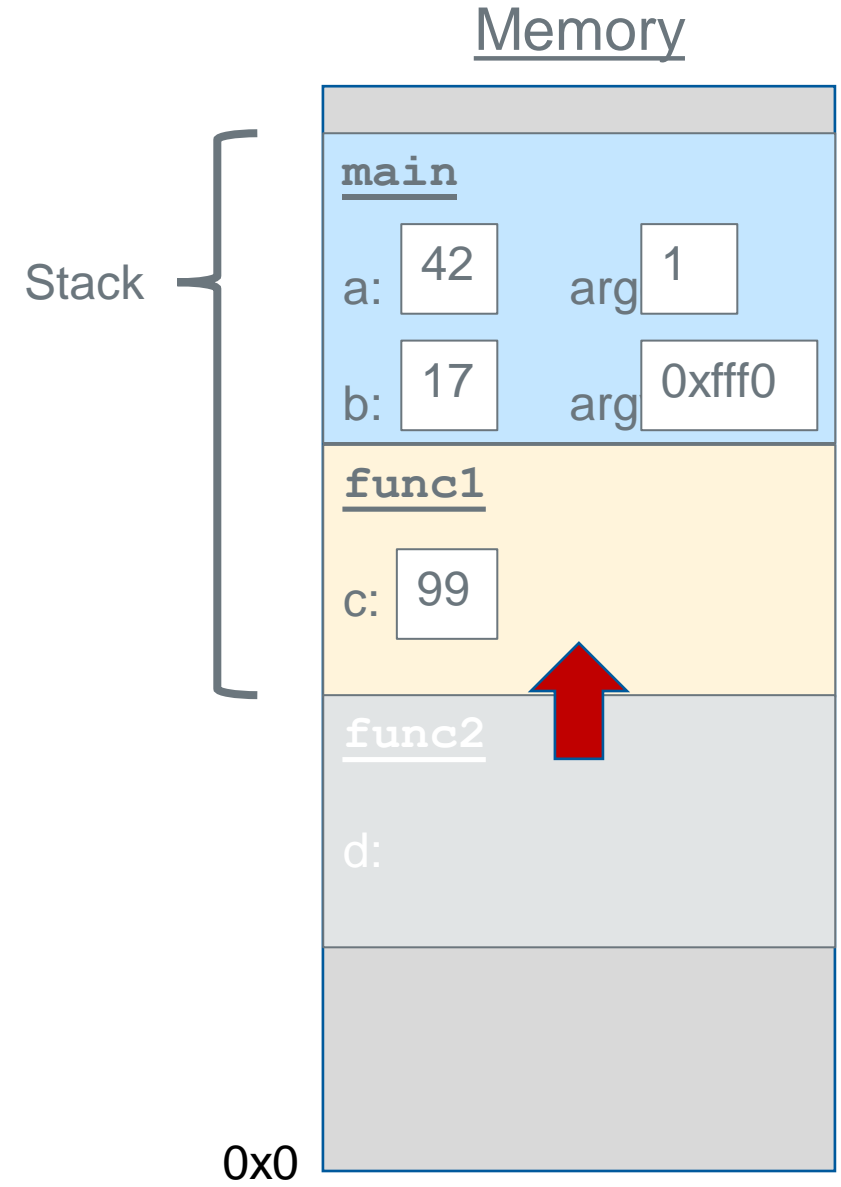 Memory
main
Stack
a: 42 arg 1
b: 17 arg 0xfff0
func1
c: 99
func2
d:
0x0